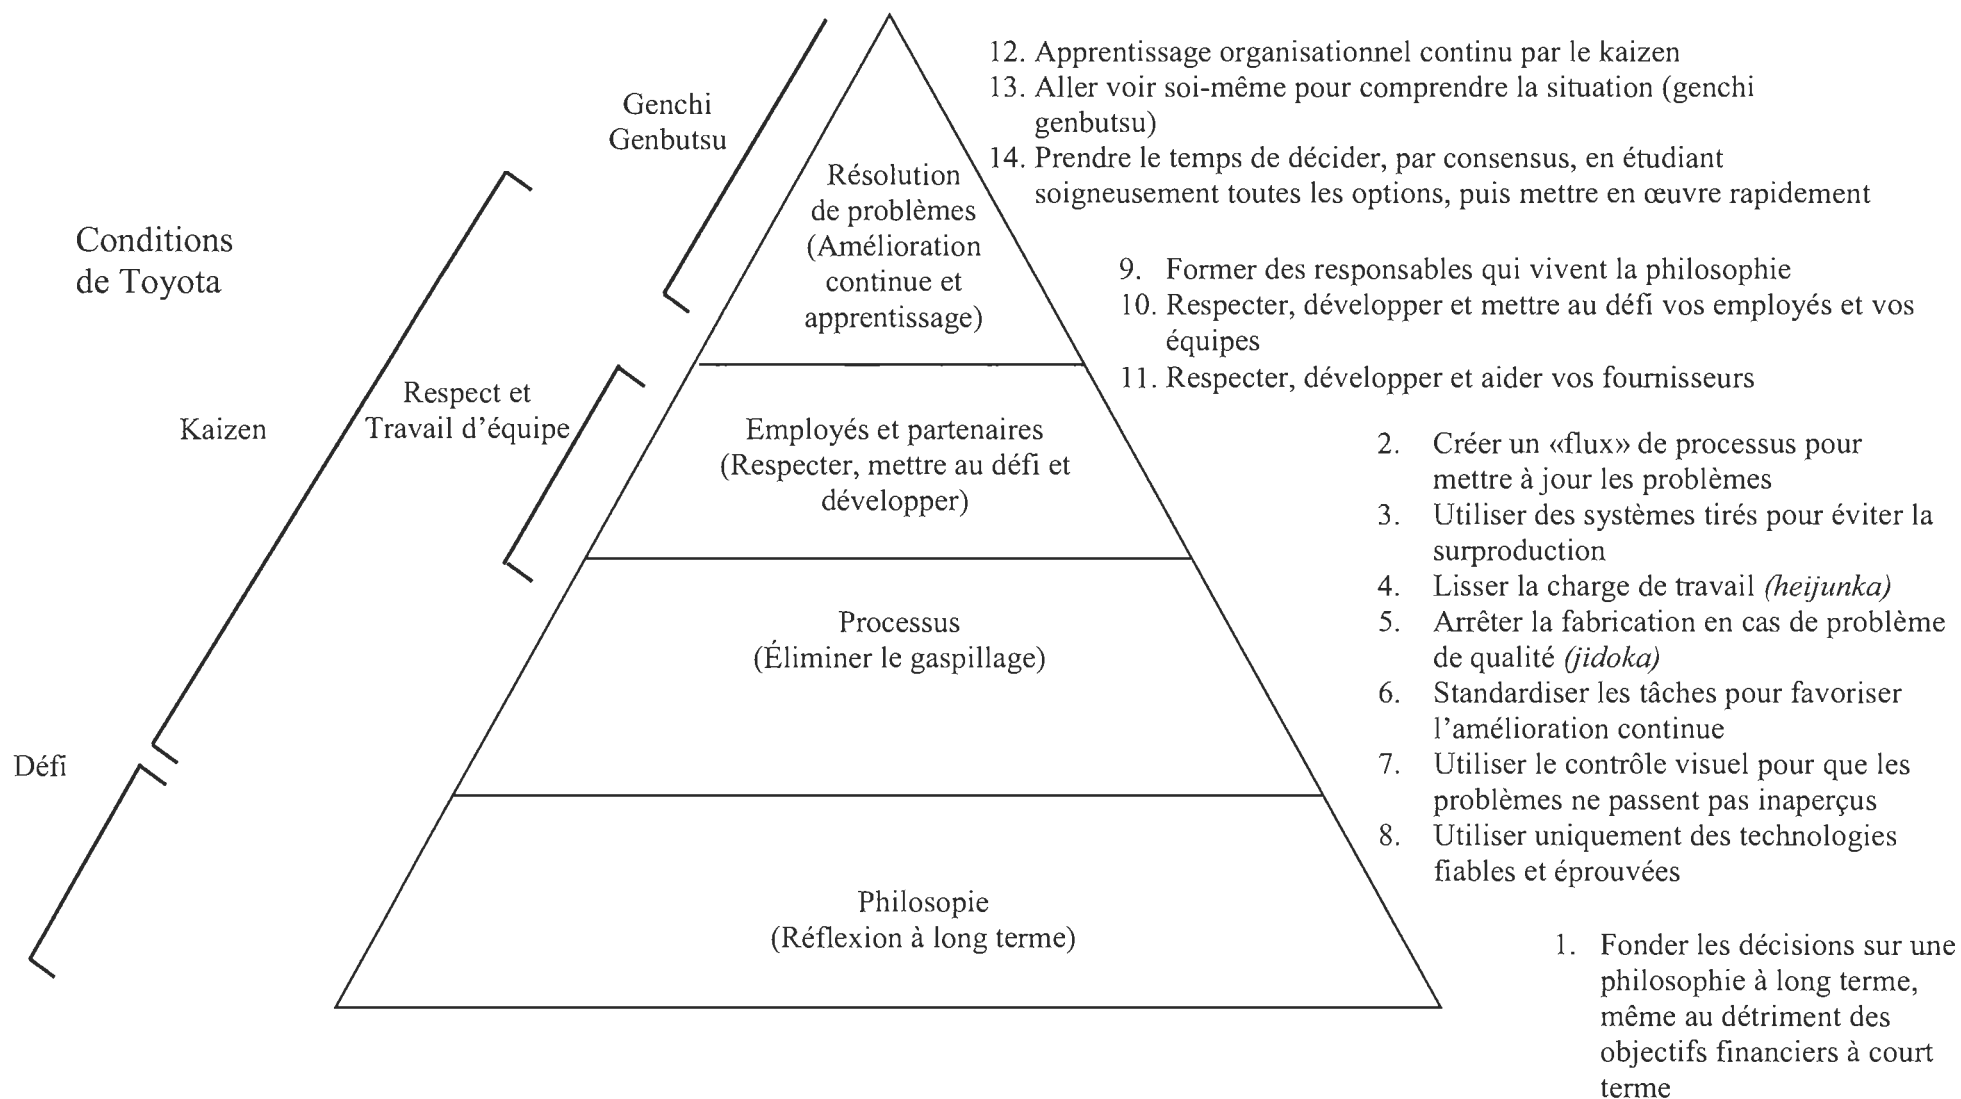 Conditions
de Toyota
Défi
Kaizen
Respect et
Travail d'équipe
Genchi
Genbutsu
Résolution
de problèmes
(Amélioration
continue et
apprentissage)
Employés et partenaires
(Respecter, mettre au défi et
développer)
Processus
(Éliminer le gaspillage)
Philosopie
(Réflexion à long terme)
12. Apprentissage organisationnel continu par le kaizen
13. Aller voir soi-même pour comprendre la situation (genchi
genbutsu)
14. Prendre le temps de décider, par consensus, en étudiant
soigneusement toutes les options, puis mettre en œuvre rapidement
9. Former des responsables qui vivent la philosophie
10. Respecter, développer et mettre au défi vos employés et vos
équipes
11. Respecter, développer et aider vos fournisseurs
2. Créer un «flux» de processus pour
mettre à jour les problèmes
3. Utiliser des systèmes tirés pour éviter la
surproduction
4. Lisser la charge de travail (heijunka)
5. Arrêter la fabrication en cas de problème
de qualité (jidoka)
6. Standardiser les tâches pour favoriser
l'amélioration continue
7. Utiliser le contrôle visuel pour que les
problèmes ne passent pas inaperçus
8. Utiliser uniquement des technologies
fiables et éprouvées
1. Fonder les décisions sur une
philosophie à long terme,
même au détriment des
objectifs financiers à court
terme